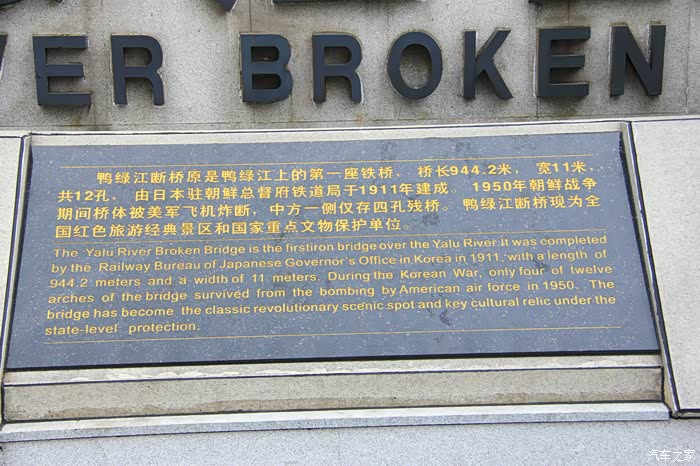 VER BROKEN
鸭绿江断桥原是鸭绿江上的第一座铁桥， 桥长944.2米， 宽11米，
共12孔， 由日本驻朝鲜总督府铁道局于1911年建成。 1950年朝鲜战争
期间桥体被美军飞机炸断，中方一侧仅存四孔残桥。 鸭绿江断桥现为全
国红色旅游经典景区和国家重点文物保护单位。
The Yalu River Broken Bridge is the firstiron bridge over the Yalu River.It was completed
by the Railway Bureau of Japanese Governor's Office in Korea in 1911,with a length of
944.2 meters and a width of 11 meters. During the Korean War, only four of twelve
arches of the bridge survived from the bombing by American air force in 1950. The
bridge has become the classic revolutionary scenic spot and key cultural relic under the
state-level protection.
汽车之家